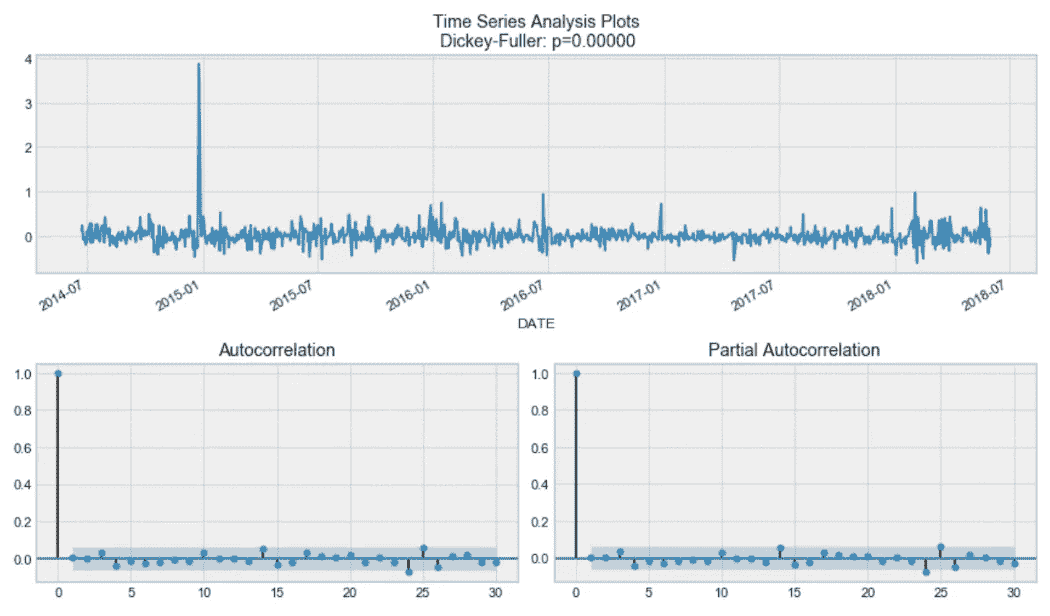 Time Series Analysis Plots
Dickey-Fuller: p=0.00000
4
3
2
1
0
2014-07 2015-01 2015-07 2016-01 2016-07 2017-01 2017-07 2018-01 2018-07
DATE
Autocorrelation
1.0
0.8
0.6
0.4
0.2
0.0
0 5 10 15 20 25 30
Partial Autocorrelation
1.0
0.8
0.6
0.4
0.2
0.0
0 5 10 15 20 25 30